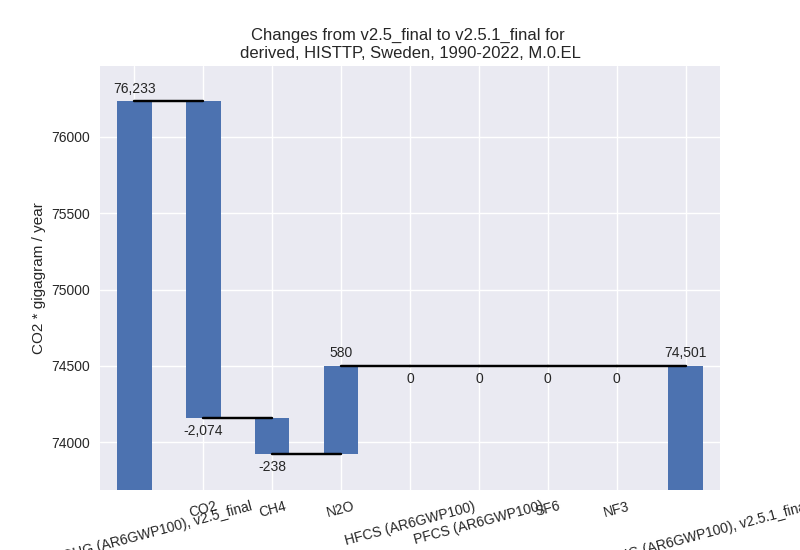 Changes from v2.5_final to v2.5.1_final for
derived, HISTTP, Sweden, 1990-2022, M.0.EL
CO2 * gigagram / year
76000
75500
75000
74500
74000
76,233
-2,074
-238
580
0
0
0
0
74,501
(AR6GWP100), v2.5_final
CO2
CH4
N2O
HFCS (AR6GWP100)
PFCS (AR6GWP100)
SF6
NF3
(AR6GWP100), v2.5.1_fina